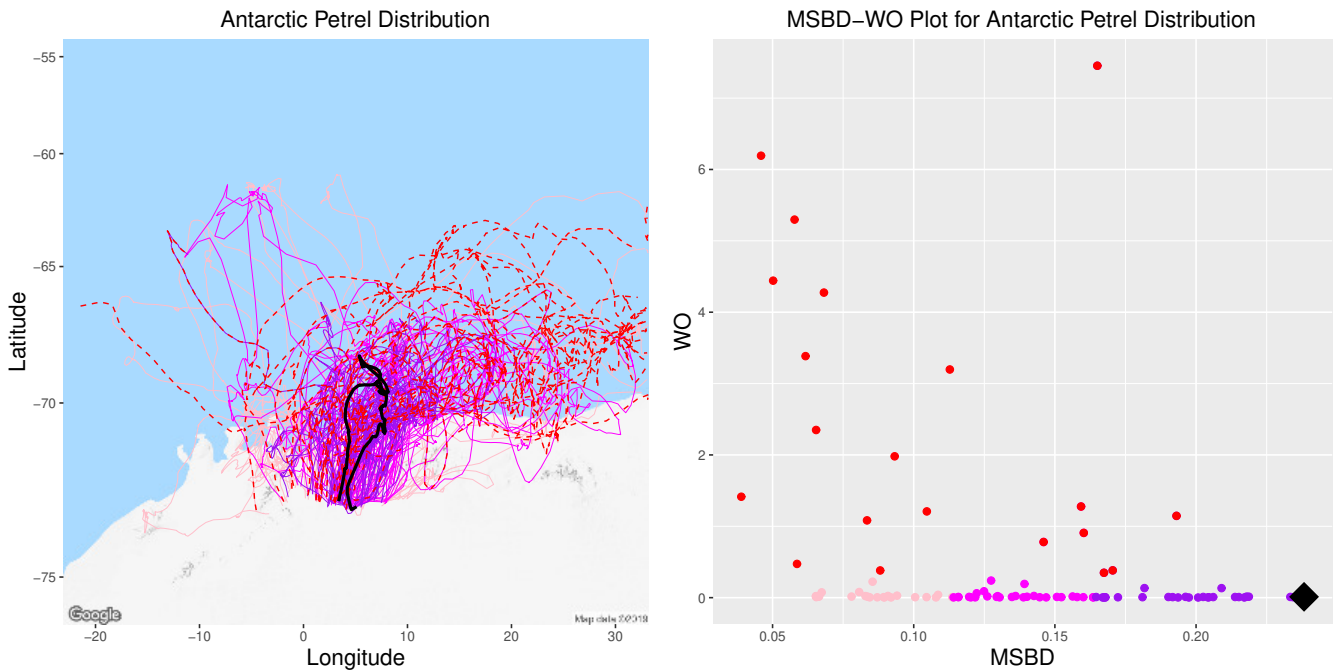 Antarctic Petrel Distribution
−55
−60
−65
−70
−75
Latitude
Google
Map data ©2019
−20
−10
0
10
20
30
Longitude
MSBD−WO Plot for Antarctic Petrel Distribution
6
4
2
0
WO
0.05
0.10
0.15
0.20
MSBD